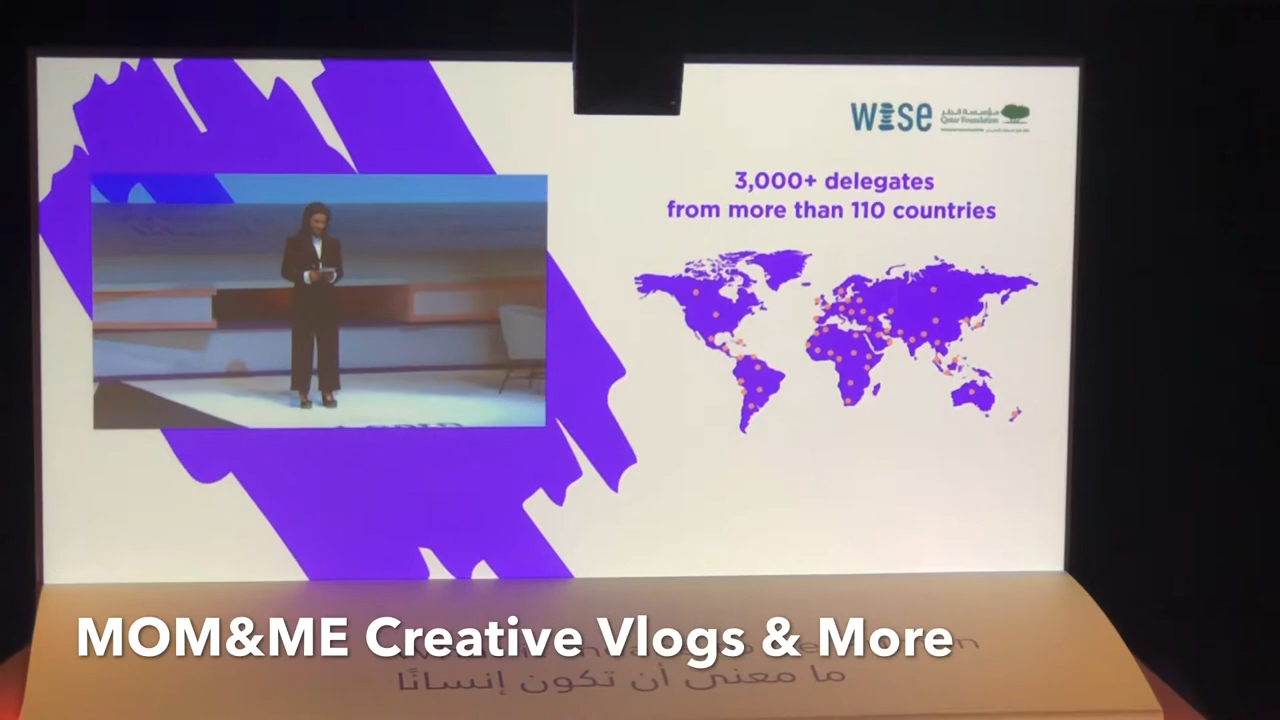 WISE
مؤسسة قطر
Qatar Foundation
3,000+ delegates
from more than 110 countries
MOM&ME Creative Vlogs & More
ما معنى أن تكون إنسانًا